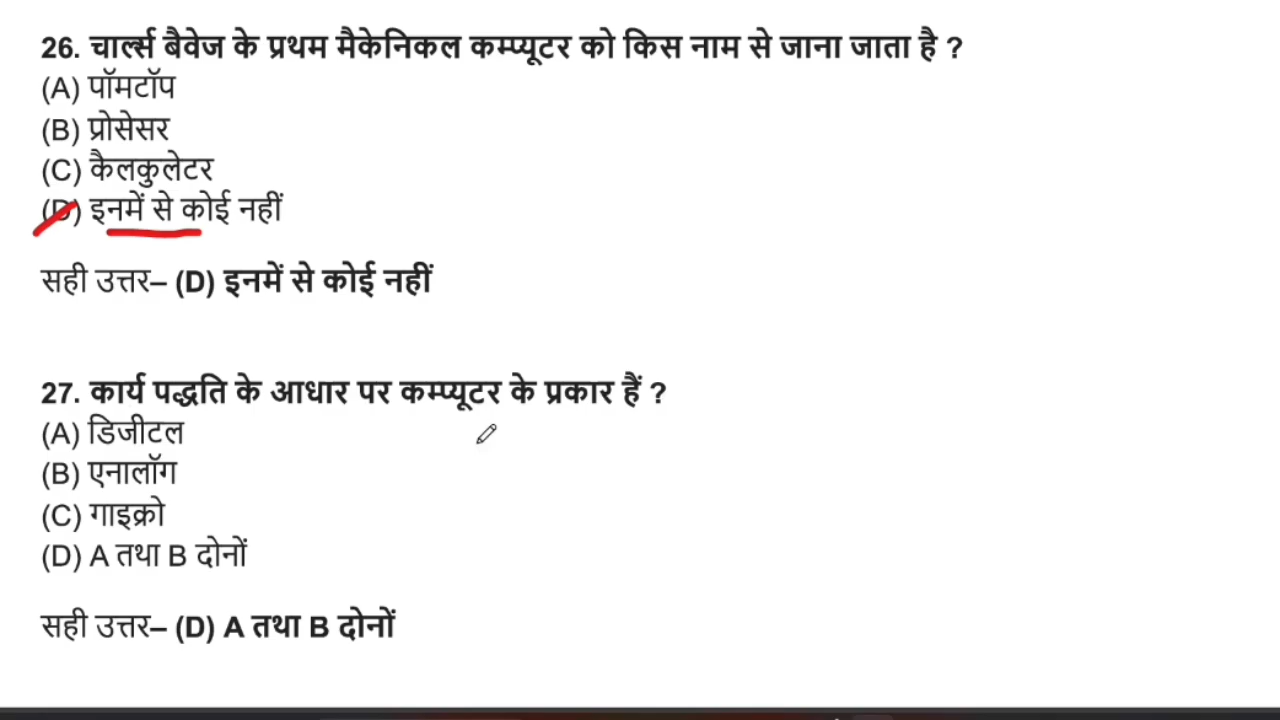 26. चार्ल्स बैवेज के प्रथम मैकेनिकल कम्प्यूटर को किस नाम से जाना जाता है ?
(A) पॉमटॉप
(B) प्रोसेसर
(C) कैलकुलेटर
(D) इनमें से कोई नहीं
सही उत्तर– (D) इनमें से कोई नहीं
27. कार्य पद्धति के आधार पर कम्प्यूटर के प्रकार हैं ?
(A) डिजीटल
(B) एनालॉग
(C) गाइक्रो
(D) A तथा B दोनों
सही उत्तर– (D) A तथा B दोनों